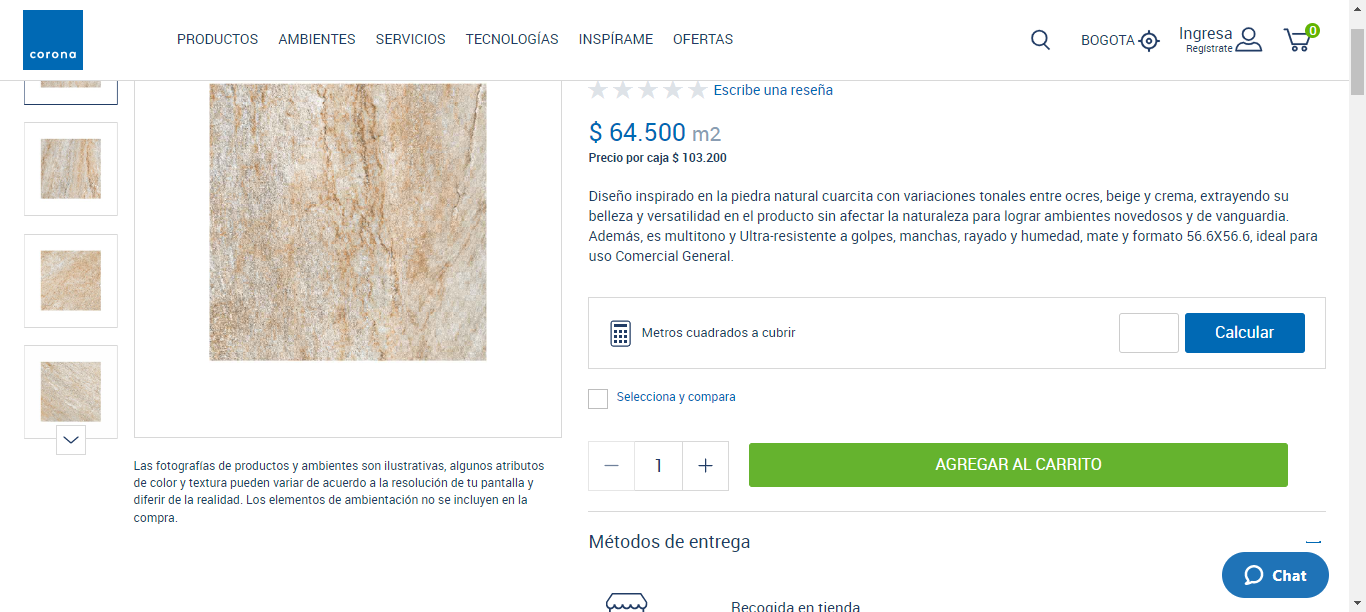 corona
PRODUCTOS AMBIENTES SERVICIOS TECNOLOGÍAS INSPÍRAME OFERTAS
BOGOTA
Ingresa
Regístrate
0
Escribe una reseña
$ 64.500 m2
Precio por caja $ 103.200
Diseño inspirado en la piedra natural cuarcita con variaciones tonales entre ocres, beige y crema, extrayendo su
belleza y versatilidad en el producto sin afectar la naturaleza para lograr ambientes novedosos y de vanguardia.
Además, es multitono y Ultra-resistente a golpes, manchas, rayado y humedad, mate y formato 56.6X56.6, ideal para
uso Comercial General.
Metros cuadrados a cubrir
Calcular
Selecciona y compara
1
AGREGAR AL CARRITO
Las fotografías de productos y ambientes son ilustrativas, algunos atributos
de color y textura pueden variar de acuerdo a la resolución de tu pantalla y
diferir de la realidad. Los elementos de ambientación no se incluyen en la
compra.
Métodos de entrega
Chat
Recogida en tienda